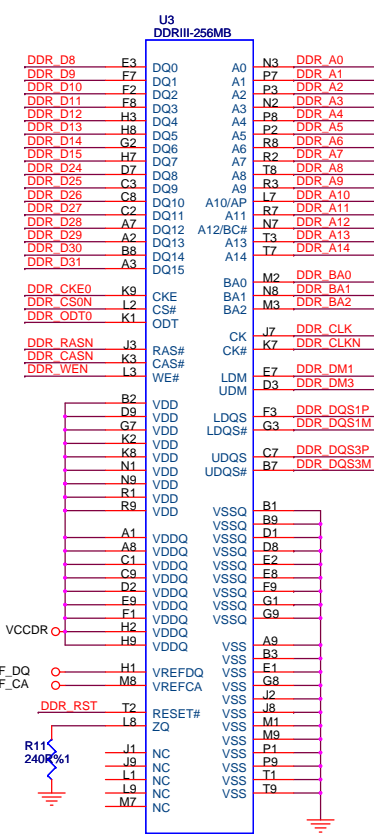 U3
DDRIII-256MB
DDR_D8 E3 DQ0 A0 N3 DDR_A0
DDR_D9 F7 DQ1 A1 P7 DDR_A1
DDR_D10 F2 DQ2 A2 P3 DDR_A2
DDR_D11 F8 DQ3 A3 N2 DDR_A3
DDR_D12 H3 DQ4 A4 P8 DDR_A4
DDR_D13 H8 DQ5 A5 P2 DDR_A5
DDR_D14 G2 DQ6 A6 R8 DDR_A6
DDR_D15 H7 DQ7 A7 R2 DDR_A7
DDR_D24 D7 DQ8 A8 T8 DDR_A8
DDR_D25 C3 DQ9 A9 R3 DDR_A9
DDR_D26 C8 DQ10 A10/AP L7 DDR_A10
DDR_D27 C2 DQ11 A11 R7 DDR_A11
DDR_D28 A7 DQ12 A12/BC# N7 DDR_A12
DDR_D29 A2 DQ13 A13 T3 DDR_A13
DDR_D30 B8 DQ14 A14 T7 DDR_A14
DDR_D31 A3 DQ15
BA0 M2 DDR_BA0
DDR_CKE0 K9 CKE BA1 N8 DDR_BA1
DDR_CS0N L2 CS# BA2 M3 DDR_BA2
DDR_ODT0 K1 ODT
CK J7 DDR_CLK
DDR_RASN J3 RAS# CK# K7 DDR_CLKN
DDR_CASN K3 CAS#
DDR_WEN L3 WE# LDM E7 DDR_DM1
UDM D3 DDR_DM3
B2 VDD
D9 VDD LDQS F3 DDR_DQS1P
G7 VDD LDQS# G3 DDR_DQS1M
K2 VDD
K8 VDD UDQS C7 DDR_DQS3P
N1 VDD UDQS# B7 DDR_DQS3M
N9 VDD
R1 VDD
R9 VDD VSSQ B1
VSSQ B9
A1 VDDQ VSSQ D1
A8 VDDQ VSSQ D8
C1 VDDQ VSSQ E2
C9 VDDQ VSSQ E8
D2 VDDQ VSSQ F9
E9 VDDQ VSSQ G1
F1 VDDQ VSSQ G9
VCCDR H2 VDDQ
H9 VDDQ VSS A9
VSS B3
F_DQ H1 VREFDQ VSS E1
F_CA M8 VREFCA VSS G8
VSS J2
DDR_RST T2 RESET# VSS J8
L8 ZQ VSS M1
VSS M9
R11 J1 NC VSS P1
240R%1 J9 NC VSS P9
L1 NC VSS T1
L9 NC VSS T9
M7 NC